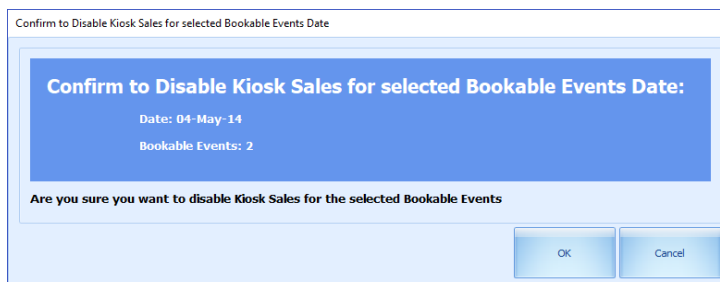 Confirm to Disable Kiosk Sales for selected Bookable Events Date
Confirm to Disable Kiosk Sales for selected Bookable Events Date:
Date: 04-May-14
Bookable Events: 2
Are you sure you want to disable Kiosk Sales for the selected Bookable Events
OK
Cancel